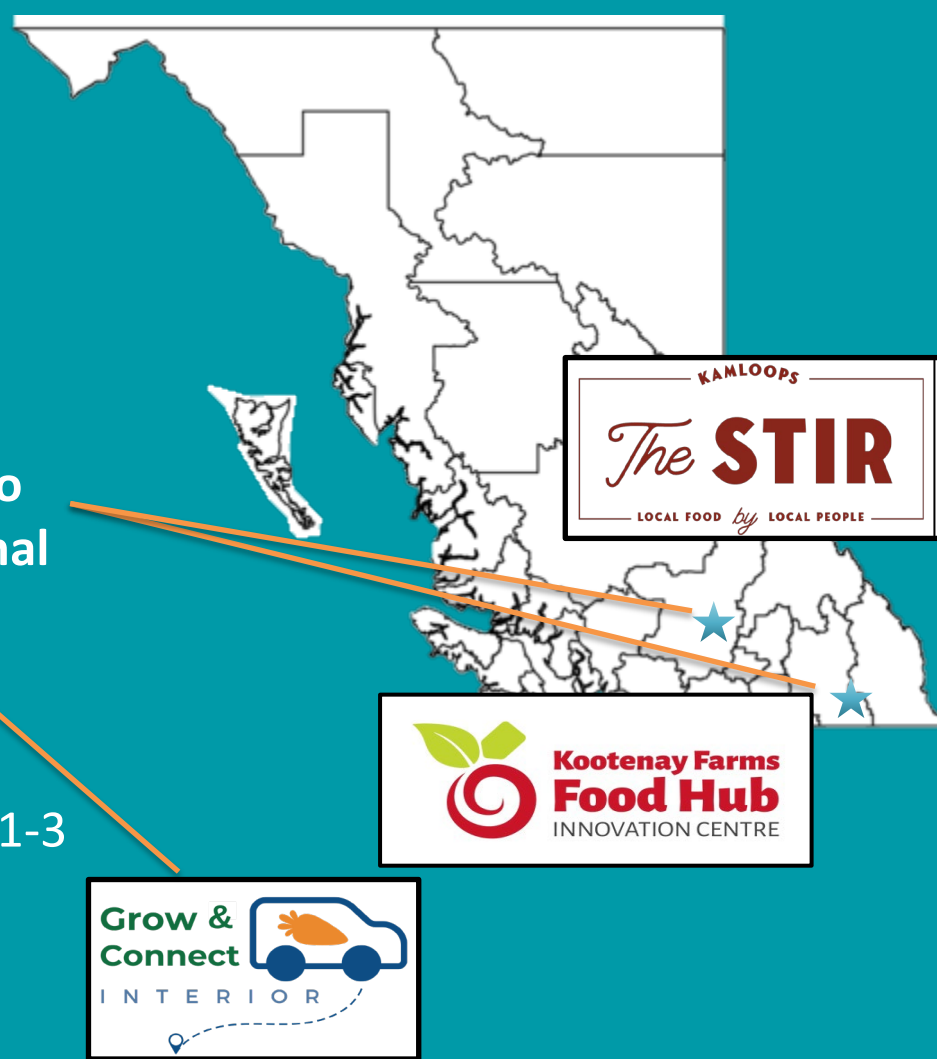 KAMLOOPS
The STIR
LOCAL FOOD by LOCAL PEOPLE
o
nal
Kootenay Farms
Food Hub
INNOVATION CENTRE
1-3
Grow &
Connect
INTERIOR